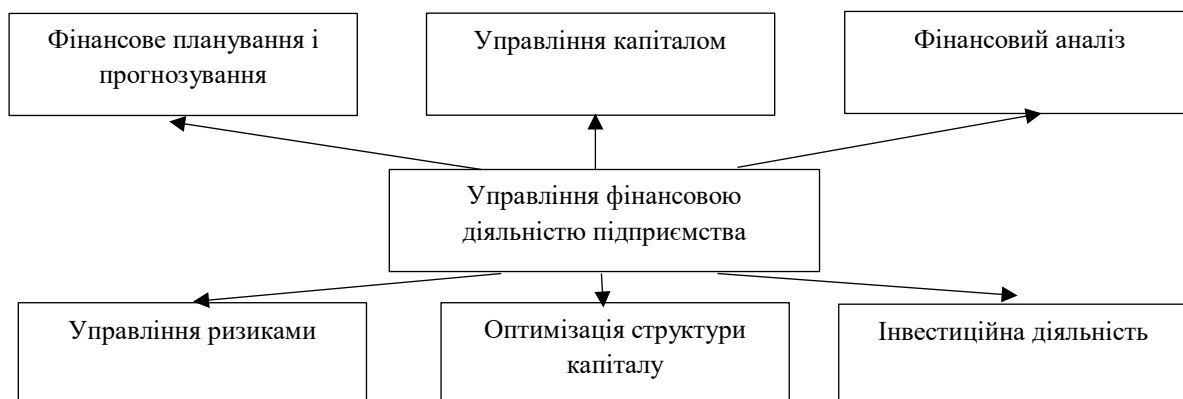 Фінансове планування і
прогнозування
Управління капіталом
Фінансовий аналіз
Управління фінансовою
діяльністю підприємства
Управління ризиками
Оптимізація структури
капіталу
Інвестиційна діяльність